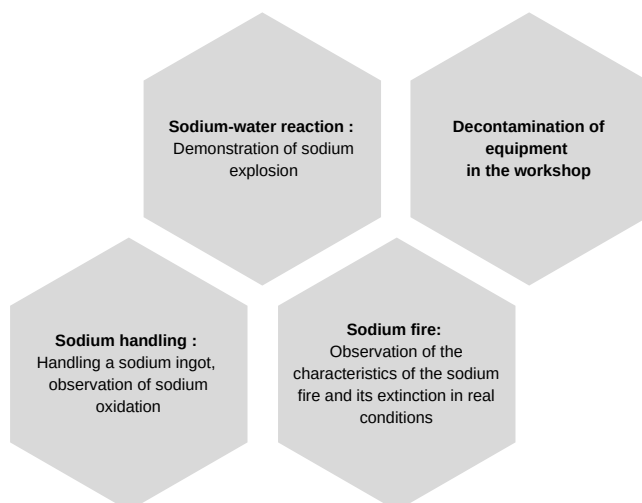 Sodium-water reaction :
Demonstration of sodium
explosion
Decontamination of
equipment
in the workshop
Sodium handling :
Handling a sodium ingot,
observation of sodium
oxidation
Sodium fire:
Observation of the
characteristics of the sodium
fire and its extinction in real
conditions